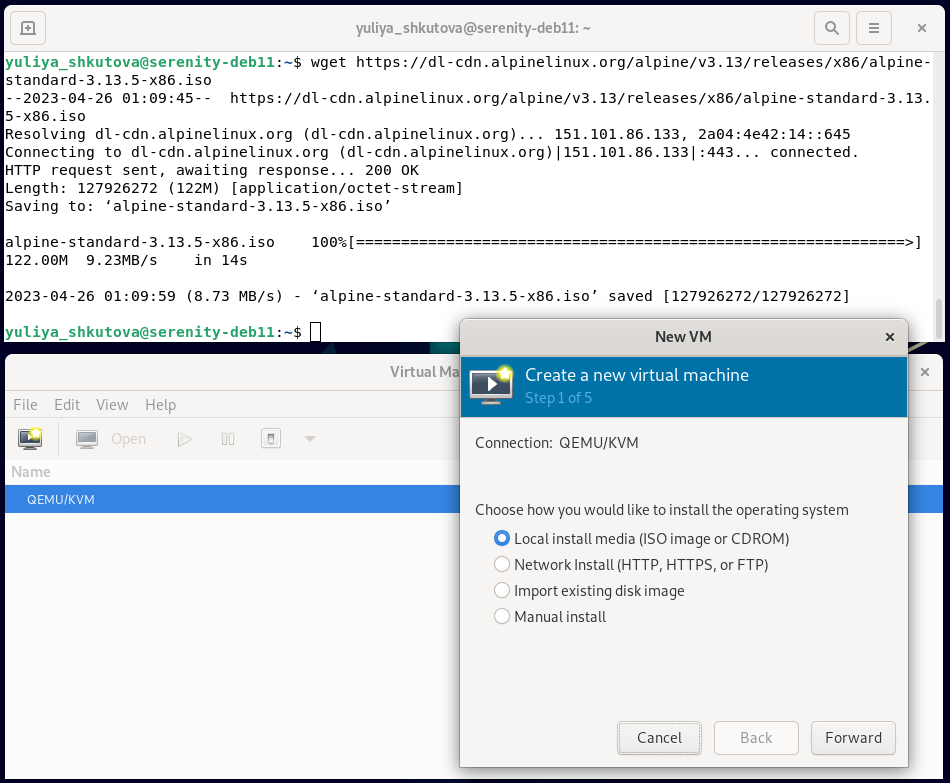 yuliya_shkutova@serenity-deb11: ~
yuliya_shkutova@serenity-deb11:~$ wget https://dl-cdn.alpinelinux.org/alpine/v3.13/releases/x86/alpine-
standard-3.13.5-x86.iso
--2023-04-26 01:09:45--  https://dl-cdn.alpinelinux.org/alpine/v3.13/releases/x86/alpine-standard-3.13.
5-x86.iso
Resolving dl-cdn.alpinelinux.org (dl-cdn.alpinelinux.org)... 151.101.86.133, 2a04:4e42:14::645
Connecting to dl-cdn.alpinelinux.org (dl-cdn.alpinelinux.org)|151.101.86.133|:443... connected.
HTTP request sent, awaiting response... 200 OK
Length: 127926272 (122M) [application/octet-stream]
Saving to: ‘alpine-standard-3.13.5-x86.iso’
alpine-standard-3.13.5-x86.iso    100%[=============================================================>]
122.00M  9.23MB/s    in 14s
2023-04-26 01:09:59 (8.73 MB/s) - ‘alpine-standard-3.13.5-x86.iso’ saved [127926272/127926272]
yuliya_shkutova@serenity-deb11:~$
Virtual Ma
File Edit View Help
Open
Name
QEMU/KVM
New VM
Create a new virtual machine
Step 1 of 5
Connection: QEMU/KVM
Choose how you would like to install the operating system
Local install media (ISO image or CDROM)
Network Install (HTTP, HTTPS, or FTP)
Import existing disk image
Manual install
Cancel Back Forward